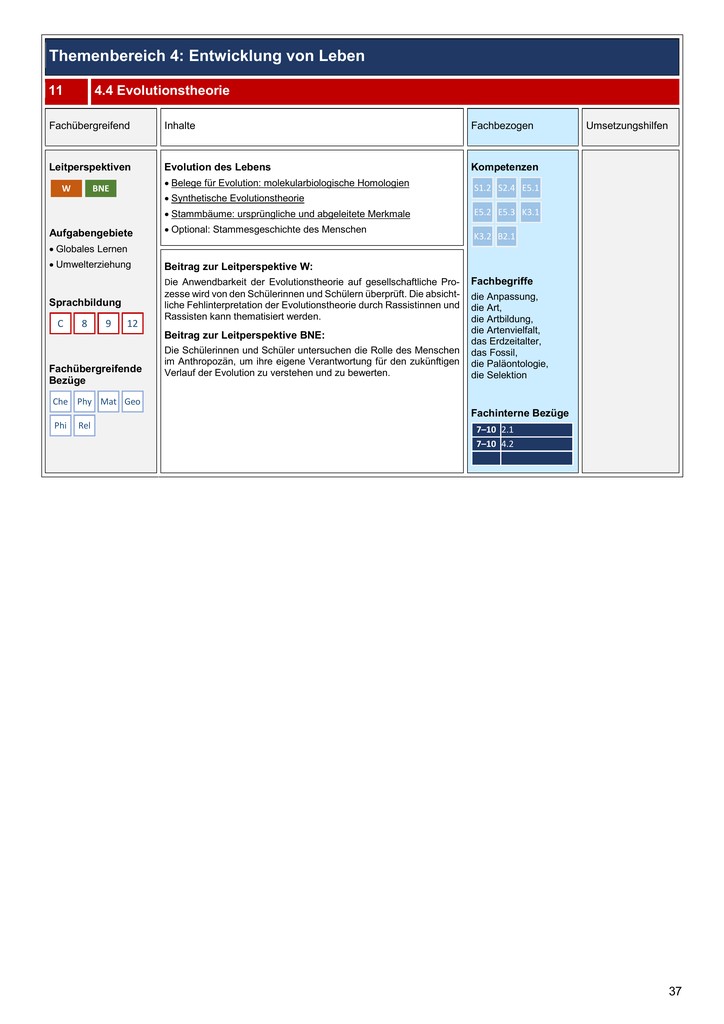 Themenbereich 4: Entwicklung von Leben
11 4.4 Evolutionstheorie
Fachübergreifend
Inhalte
Fachbezogen
Umsetzungshilfen
Leitperspektiven
W BNE
Aufgabengebiete
• Globales Lernen
• Umwelterziehung
Sprachbildung
C 8 9 12
Fachübergreifende
Bezüge
Che Phy Mat Geo
Phi Rel
Evolution des Lebens
• Belege für Evolution: molekularbiologische Homologien
• Synthetische Evolutionstheorie
• Stammbäume: ursprüngliche und abgeleitete Merkmale
• Optional: Stammesgeschichte des Menschen
Beitrag zur Leitperspektive W:
Die Anwendbarkeit der Evolutionstheorie auf gesellschaftliche Pro-
zesse wird von den Schülerinnen und Schülern überprüft. Die absicht-
liche Fehlinterpretation der Evolutionstheorie durch Rassistinnen und
Rassisten kann thematisiert werden.
Beitrag zur Leitperspektive BNE:
Die Schülerinnen und Schüler untersuchen die Rolle des Menschen
im Anthropozän, um ihre eigene Verantwortung für den zukünftigen
Verlauf der Evolution zu verstehen und zu bewerten.
Kompetenzen
S1.2 S2.4 E5.1
E5.2 E5.3 K3.1
K3.2 B2.1
Fachbegriffe
die Anpassung,
die Art,
die Artbildung,
die Artenvielfalt,
das Erdzeitalter,
das Fossil,
die Paläontologie,
die Selektion
Fachinterne Bezüge
7–10 2.1
7–10 4.2
37